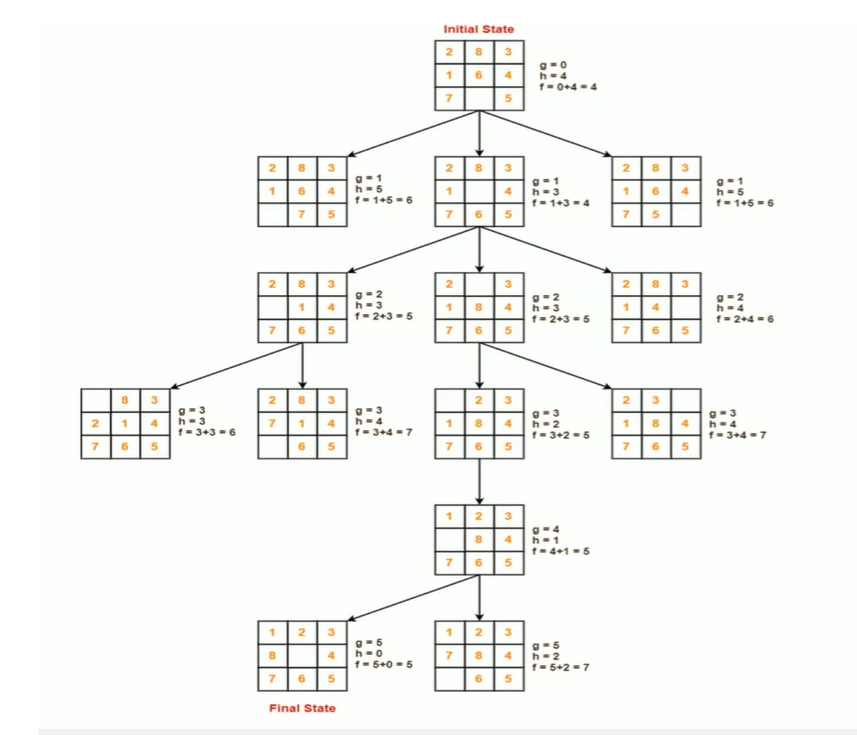 Initial State
2 8 3
1 6 4
7 5
g = 0
h = 4
f = 0+4 = 4
2 8 3
1 6 4
7 5
g = 1
h = 5
f = 1+5 = 6
2 8 3
1 4
7 6 5
g = 1
h = 3
f = 1+3 = 4
2 8 3
1 6 4
7 5
g = 1
h = 5
f = 1+5 = 6
2 8 3
1 4
7 6 5
g = 2
h = 3
f = 2+3 = 5
2 3
1 8 4
7 6 5
g = 2
h = 3
f = 2+3 = 5
2 8 3
1 4
7 6 5
g = 2
h = 4
f = 2+4 = 6
8 3
2 1 4
7 6 5
g = 3
h = 3
f = 3+3 = 6
2 8 3
7 1 4
6 5
g = 3
h = 4
f = 3+4 = 7
2 3
1 8 4
7 6 5
g = 3
h = 2
f = 3+2 = 5
2 3
1 8 4
7 6 5
g = 3
h = 4
f = 3+4 = 7
1 2 3
8 4
7 6 5
g = 4
h = 1
f = 4+1 = 5
1 2 3
8 4
7 6 5
g = 5
h = 0
f = 5+0 = 5
1 2 3
7 8 4
6 5
g = 5
h = 2
f = 5+2 = 7
Final State